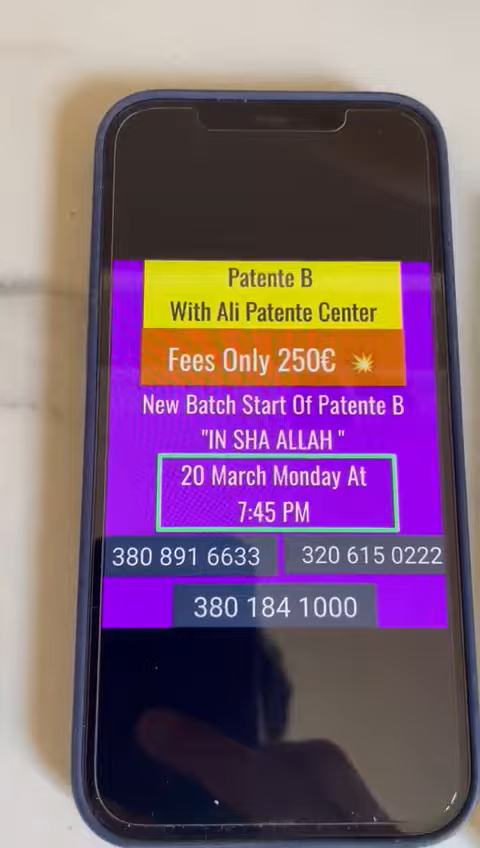 Patente B
With Ali Patente Center
Fees Only 250€ 💥
New Batch Start Of Patente B
"IN SHA ALLAH "
20 March Monday At
7:45 PM
380 891 6633 320 615 0222
380 184 1000